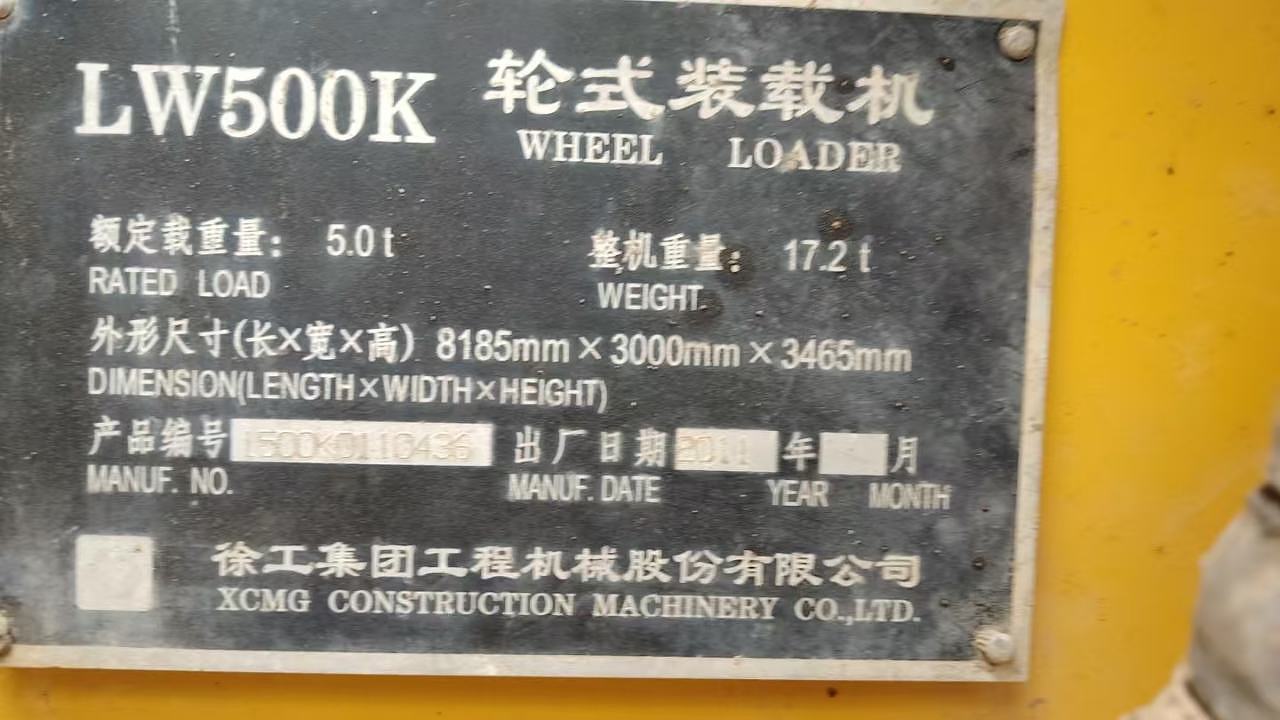 LW500K 轮式装载机
WHEEL LOADER
额定载重量: 5.0t 整机重量: 17.2 t
RATED LOAD WEIGHT
外形尺寸(长×宽×高) 8185mm×3000mm×3465mm
DIMENSION(LENGTH×WIDTH×HEIGHT)
产品编号 1500K0110436 出厂日期 2011 年 月
MANUF. NO. MANUF. DATE YEAR MONTH
徐工集团工程机械股份有限公司
XCMG CONSTRUCTION MACHINERY CO.,LTD.